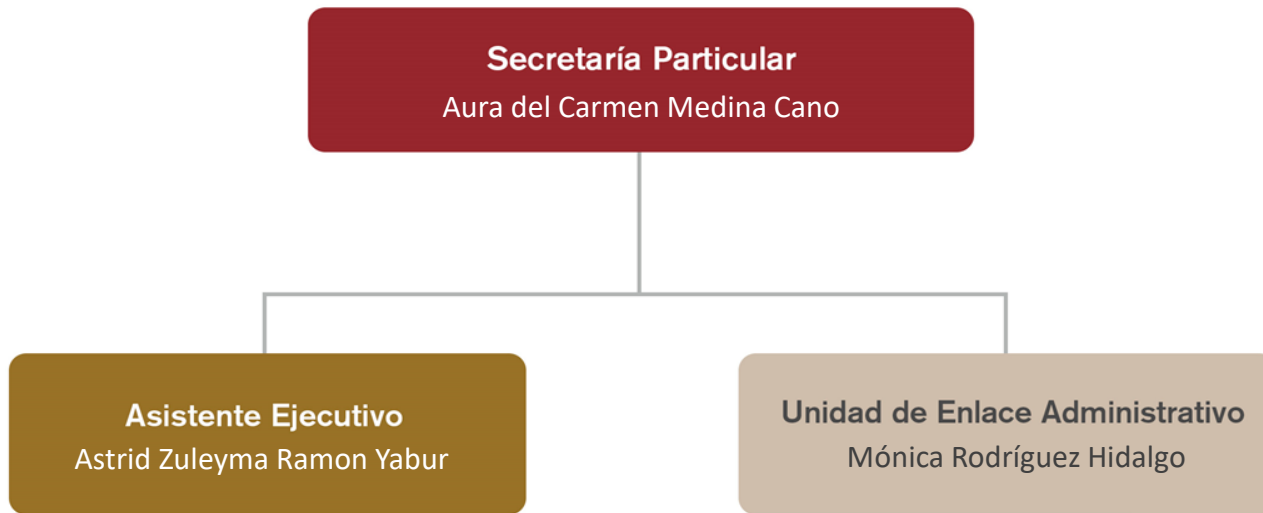 Secretaría Particular
Aura del Carmen Medina Cano
Asistente Ejecutivo
Astrid Zuleyma Ramon Yabur
Unidad de Enlace Administrativo
Mónica Rodríguez Hidalgo